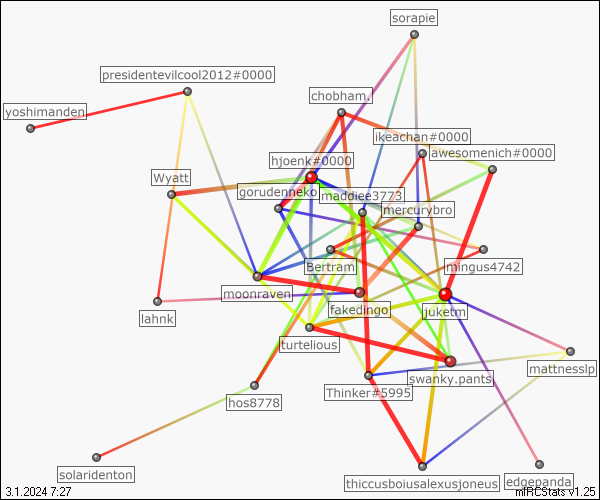 sorapie
presidentevilcool2012#0000
chobham.
yoshimanden
ikeachan#0000
awesomenich#0000
hjoenk#0000
Wyatt
gorudenneko
maddee3773
mercurybro
Bertram
mingus4742
moonraven
fakedingo
juketm
lahnk
turtelious
mattnesslp
swanky.pants
Thinker#5995
hos8778
solaridenton
edgepanda
thiccusboiusalexusjoneus
3.1.2024 7:27
mIRCStats v1.25